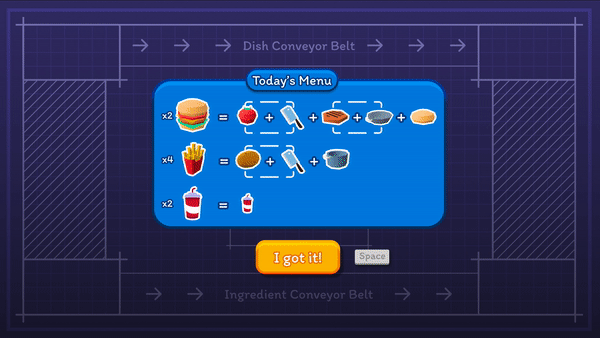 Dish Conveyor Belt
Today's Menu
x2 = + + + +
x4 = + +
x2 =
I got it!
Space
Ingredient Conveyor Belt